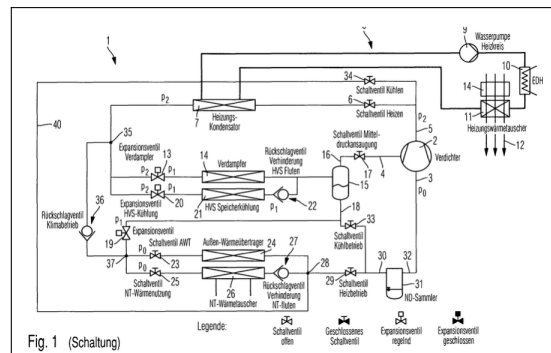 1
9
Wasserpumpe
Heizkreis
10
EDH
14
11
Heizungswärmetauscher
12
34
Schaltventil Kühlen
p2
7
Heizungs-
Kondensator
6
Schaltventil Heizen
p2
5
2
Verdichter
3
p0
40
35
Expansionsventil
Verdampfer
13
p2
p1
14
Verdampfer
Rückschlagventil
Verhinderung
HVS Fluten
Schaltventil Mittel-
druckansaugung
16
17
4
15
p2
p1
20
Expansionsventil
HVS-Kühlung
21
HVS Speicherkühlung
p1
22
18
Rückschlagventil
Klimabetrieb
36
p1
Expansionsventil
19
33
Schaltventil
Kühlbetrieb
Schaltventil AWT
Außen-Wärmeübertrager
24
27
p0
37
23
p0
25
Schaltventil
NT-Wärmenutzung
26
NT-Wärmetauscher
Rückschlagventil
Verhinderung
NT-fluten
28
29
Schaltventil
Heizbetrieb
30
32
31
ND-Sammler
Fig. 1 (Schaltung)
Legende:
Schaltventil
offen
Geschlossenes
Schaltventil
Expansionsventil
regelnd
Expansionsventil
geschlossen